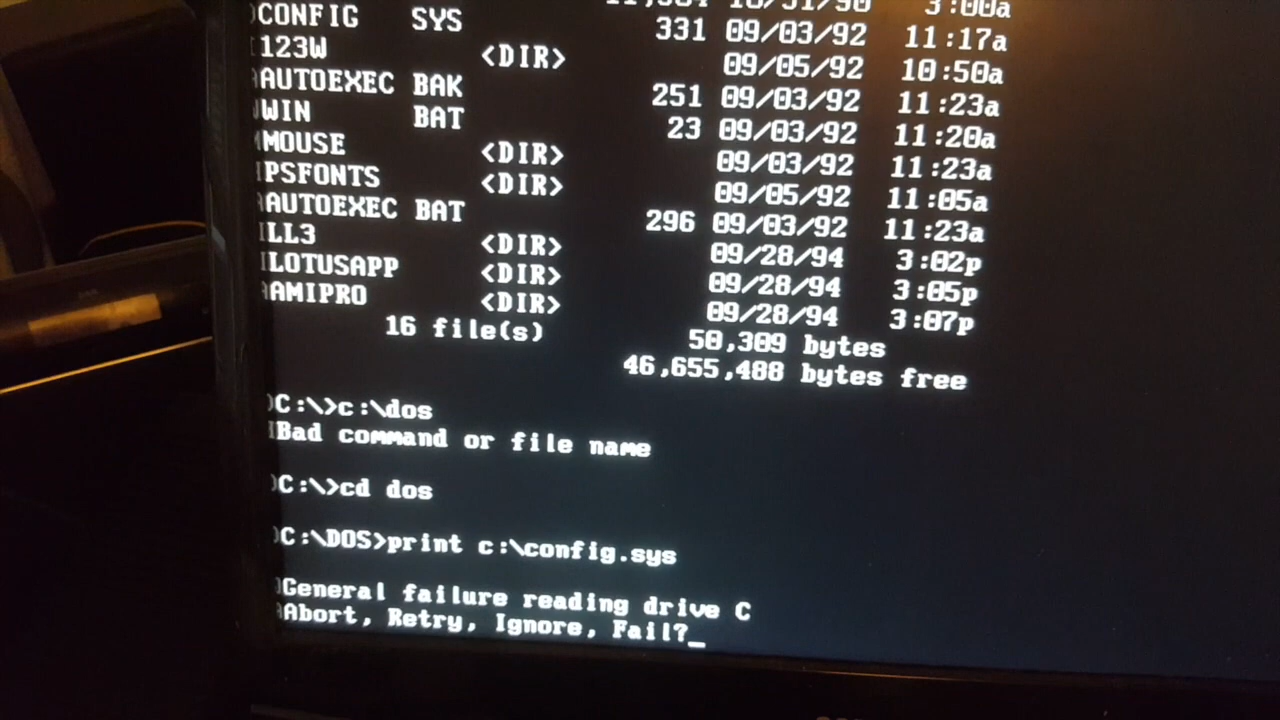 10/31/90 3:00a
CONFIG SYS 331 09/03/92 11:17a
123W <DIR> 09/05/92 10:50a
AUTOEXEC BAK 251 09/03/92 11:23a
WIN BAT 23 09/03/92 11:20a
MOUSE <DIR> 09/03/92 11:23a
PSFONTS <DIR> 09/05/92 11:05a
AUTOEXEC BAT 296 09/03/92 11:23a
ILL3 <DIR> 09/28/94 3:02p
LOTUSAPP <DIR> 09/28/94 3:05p
AMIPRO <DIR> 09/28/94 3:07p
16 file(s) 50,309 bytes
46,655,488 bytes free
C:\>c:\dos
Bad command or file name
C:\>cd dos
C:\DOS>print c:\config.sys
General failure reading drive C
Abort, Retry, Ignore, Fail?_